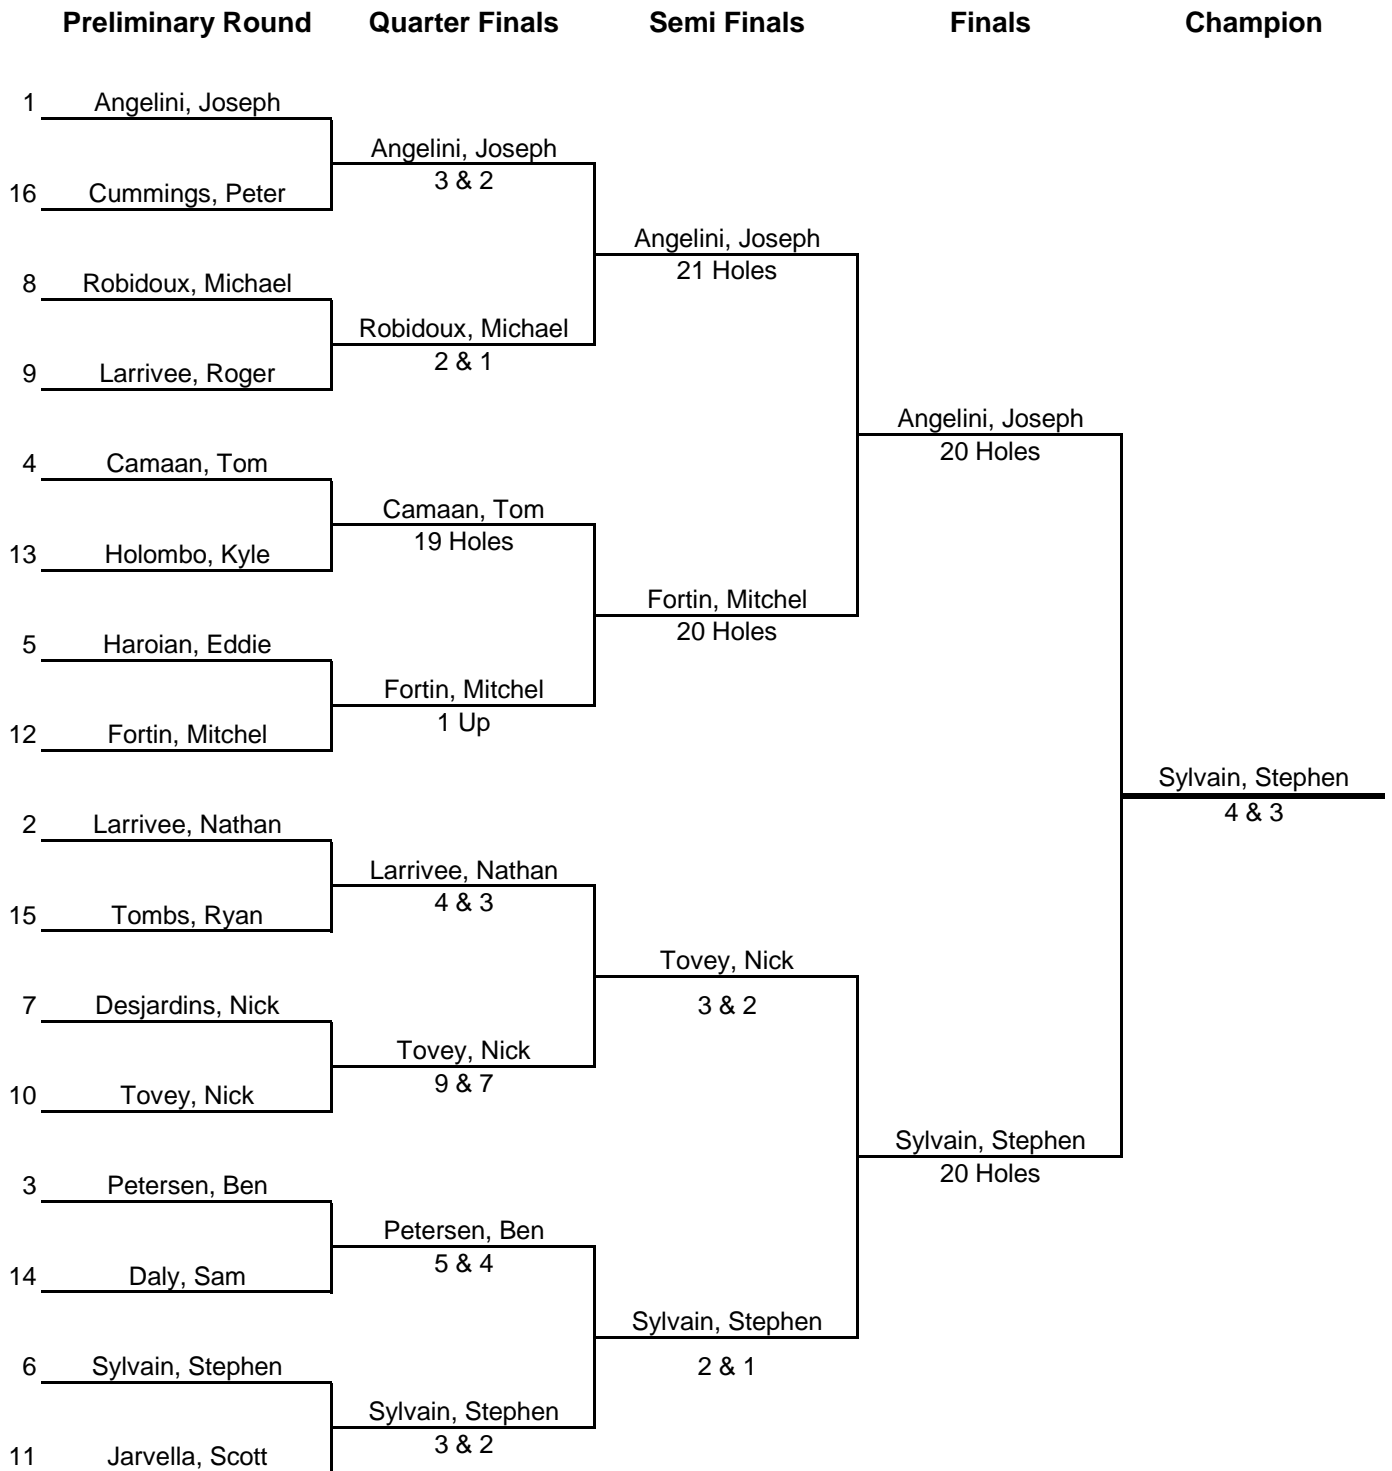 Preliminary Round Quarter Finals Semi Finals Finals Champion
1 Angelini, Joseph
Angelini, Joseph
3 & 2
16 Cummings, Peter
Angelini, Joseph
21 Holes
8 Robidoux, Michael
Robidoux, Michael
2 & 1
9 Larrivee, Roger
Angelini, Joseph
20 Holes
4 Camaan, Tom
Camaan, Tom
19 Holes
13 Holombo, Kyle
Fortin, Mitchel
20 Holes
5 Haroian, Eddie
Fortin, Mitchel
1 Up
12 Fortin, Mitchel
Sylvain, Stephen
4 & 3
2 Larrivee, Nathan
Larrivee, Nathan
4 & 3
15 Tombs, Ryan
Tovey, Nick
3 & 2
7 Desjardins, Nick
Tovey, Nick
9 & 7
10 Tovey, Nick
Sylvain, Stephen
20 Holes
3 Petersen, Ben
Petersen, Ben
5 & 4
14 Daly, Sam
Sylvain, Stephen
2 & 1
6 Sylvain, Stephen
Sylvain, Stephen
3 & 2
11 Jarvella, Scott